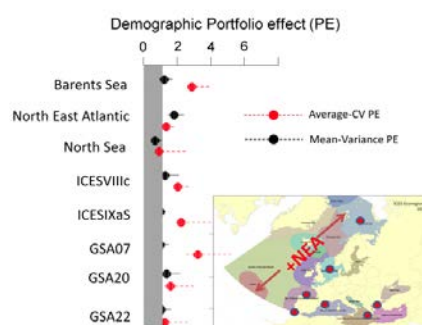 Demographic Portfolio effect (PE)
0 2 4 6 8
Barents Sea
North East Atlantic
North Sea
ICESVIIIc
ICESIXaS
GSA07
GSA20
GSA22
Average-CV PE
Mean-Variance PE
+NEA